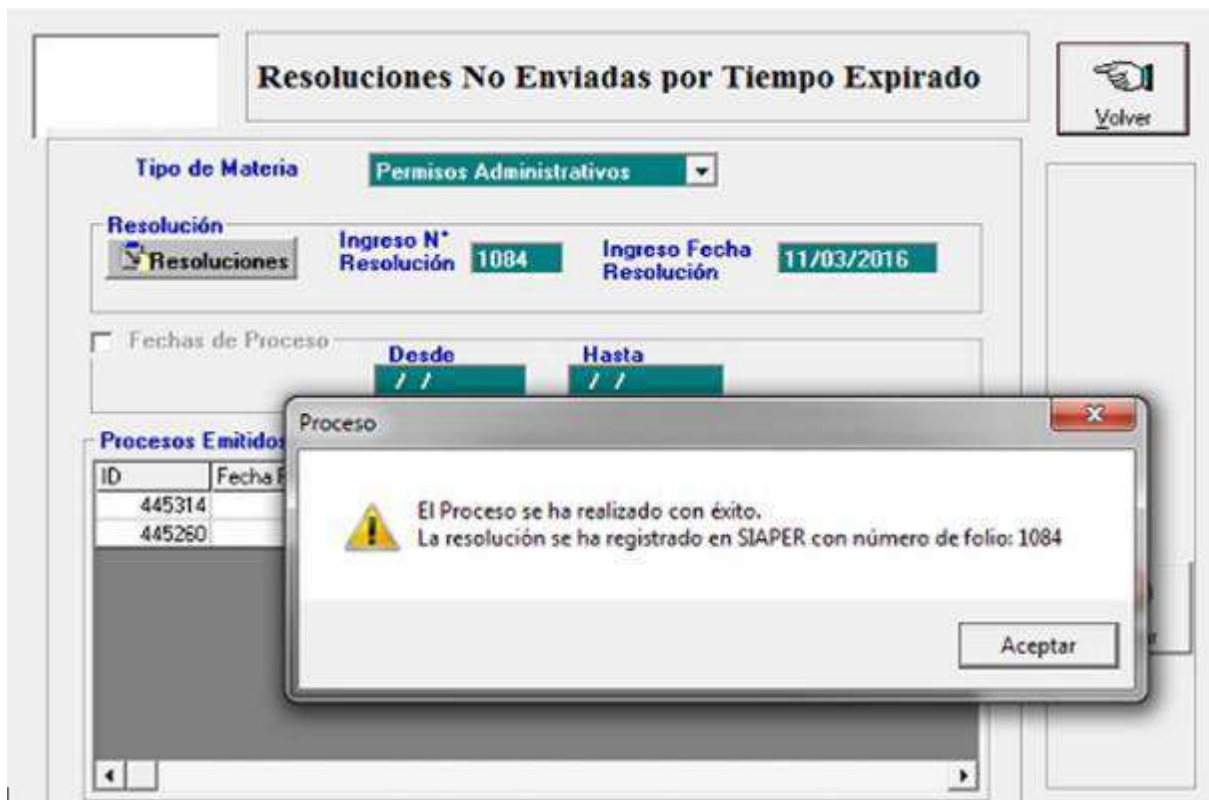 Resoluciones No Enviadas por Tiempo Expirado
Volver
Tipo de Materia Permisos Administrativos
Resolución
Resoluciones
Ingreso N° Resolución 1084
Ingreso Fecha Resolución 11/03/2016
Fechas de Proceso
Desde Hasta
/ / / /
Proceso
Procesos Emitidos
ID Fecha
445314
445260
El Proceso se ha realizado con éxito.
La resolución se ha registrado en SIAPER con número de folio: 1084
Aceptar